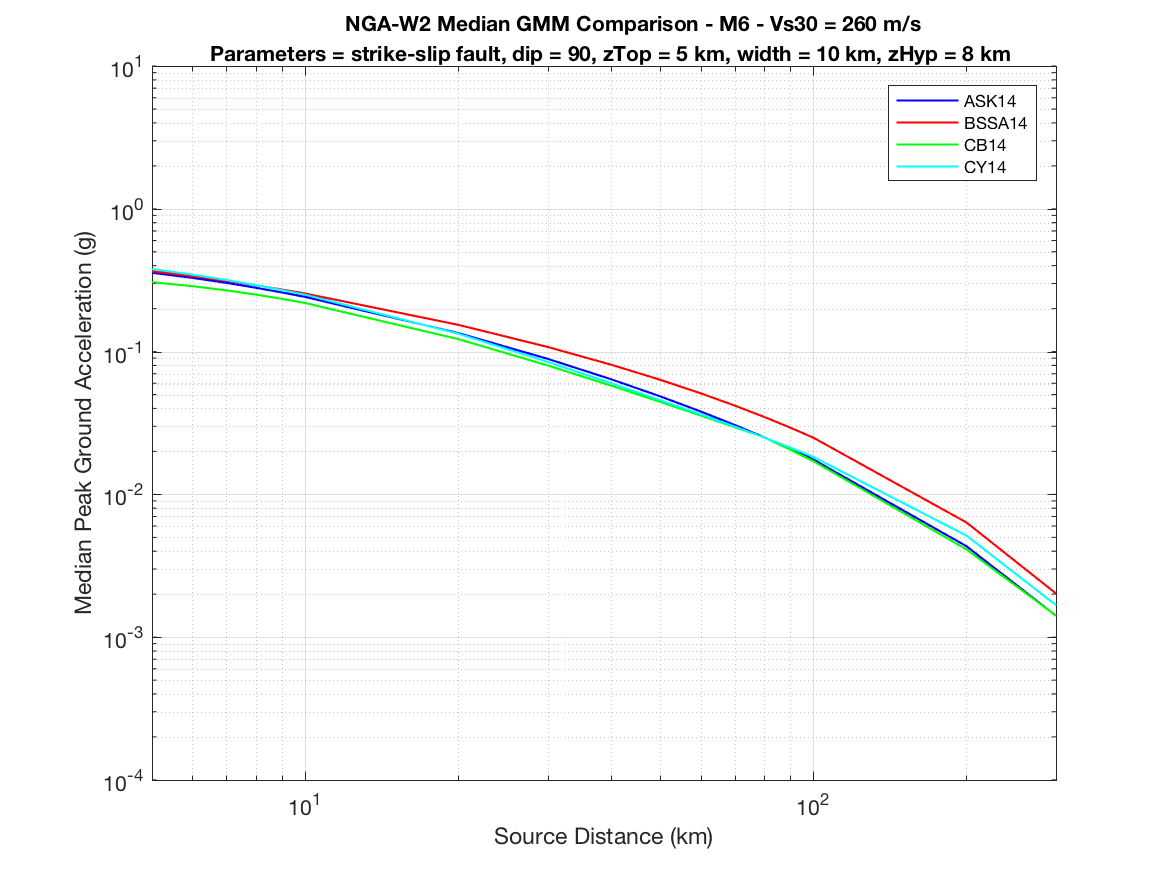 NGA-W2 Median GMM Comparison - M6 - Vs30 = 260 m/s
Parameters = strike-slip fault, dip = 90, zTop = 5 km, width = 10 km, zHyp = 8 km
ASK14
BSSA14
CB14
CY14
Median Peak Ground Acceleration (g)
10^1
10^0
10^-1
10^-2
10^-3
10^-4
10^1
10^2
Source Distance (km)